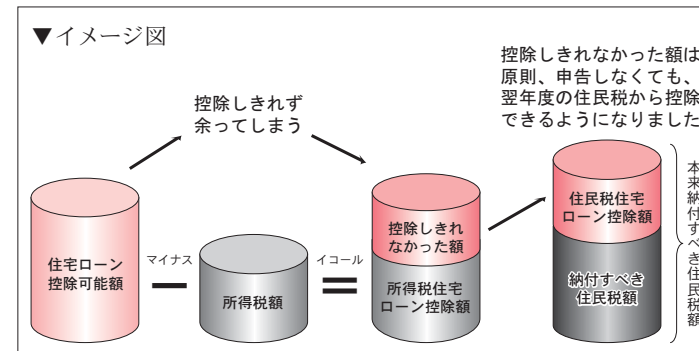 ▼イメージ図
控除しきれなかった額は
原則、申告しなくても、
翌年度の住民税から控除
できるようになりました
控除しきれず
余ってしまう
住宅ローン
控除可能額
マイナス
所得税額
イコール
控除しきれ
なかった額
所得税住宅
ローン控除額
住民税住宅
ローン控除額
納付すべき
住民税額
本来納付すべき住民税額